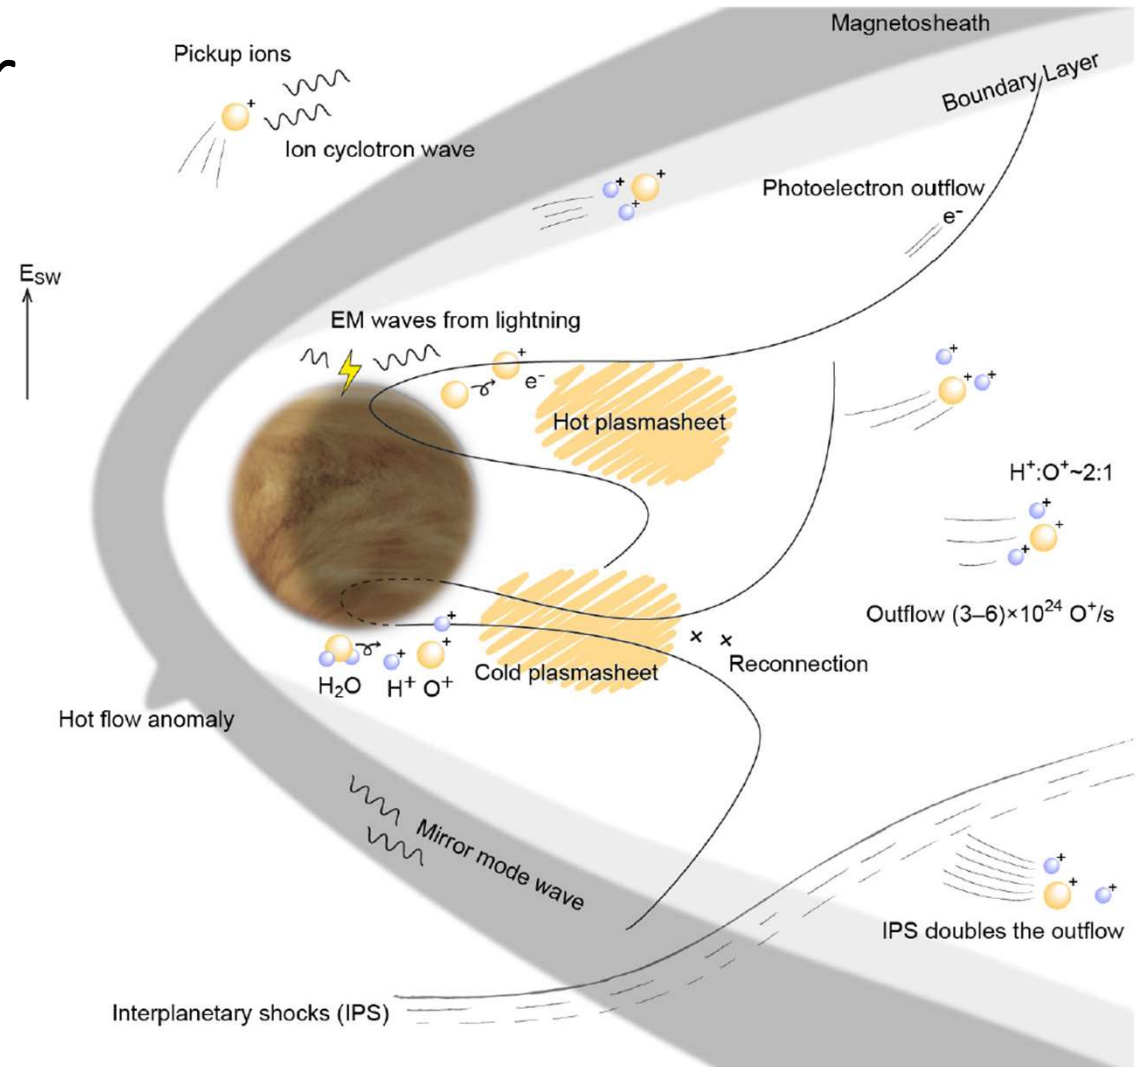 r
Magnetosheath
Pickup ions
Boundary Layer
Ion cyclotron wave
Photoelectron outflow
e⁻
E_SW
EM waves from lightning
e⁻
Hot plasmasheet
H⁺:O⁺~2:1
Outflow (3–6)×10²⁴ O⁺/s
Reconnection
Cold plasmasheet
H₂O H⁺ O⁺
Hot flow anomaly
Mirror mode wave
IPS doubles the outflow
Interplanetary shocks (IPS)